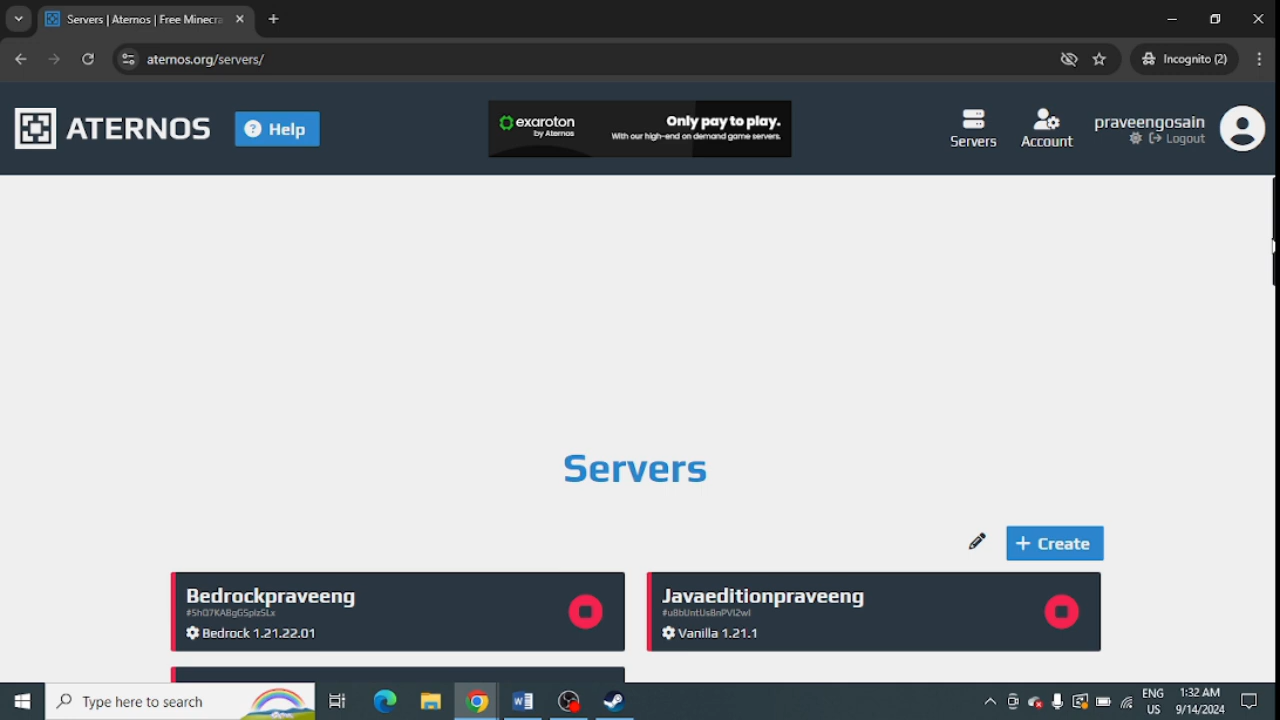 Servers | Aternos | Free Minecra
aternos.org/servers/
Incognito (2)
ATERNOS
Help
exaroton
by Aternos
Only pay to play.
With our high-end on demand game servers.
Servers
Account
praveengosain
Logout
Servers
Create
Bedrockpraveeng
Bedrock 1.21.22.01
Javaeditionpraveeng
Vanilla 1.21.1
Type here to search
ENG
US
1:32 AM
9/14/2024